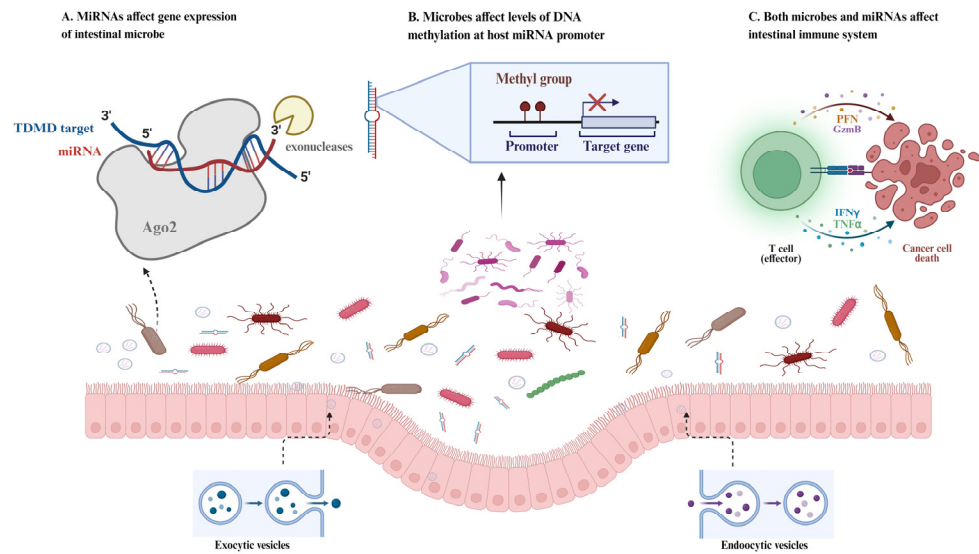 A. MiRNAs affect gene expression
of intestinal microbe
B. Microbes affect levels of DNA
methylation at host miRNA promoter
C. Both microbes and miRNAs affect
intestinal immune system
3'
TDMD target
5'
miRNA
3'
exonucleases
5'
Ago2
Methyl group
Promoter
Target gene
PFN
GzmB
IFNγ
TNFα
T cell
(effector)
Cancer cell
death
Exocytic vesicles
Endoocytic vesicles